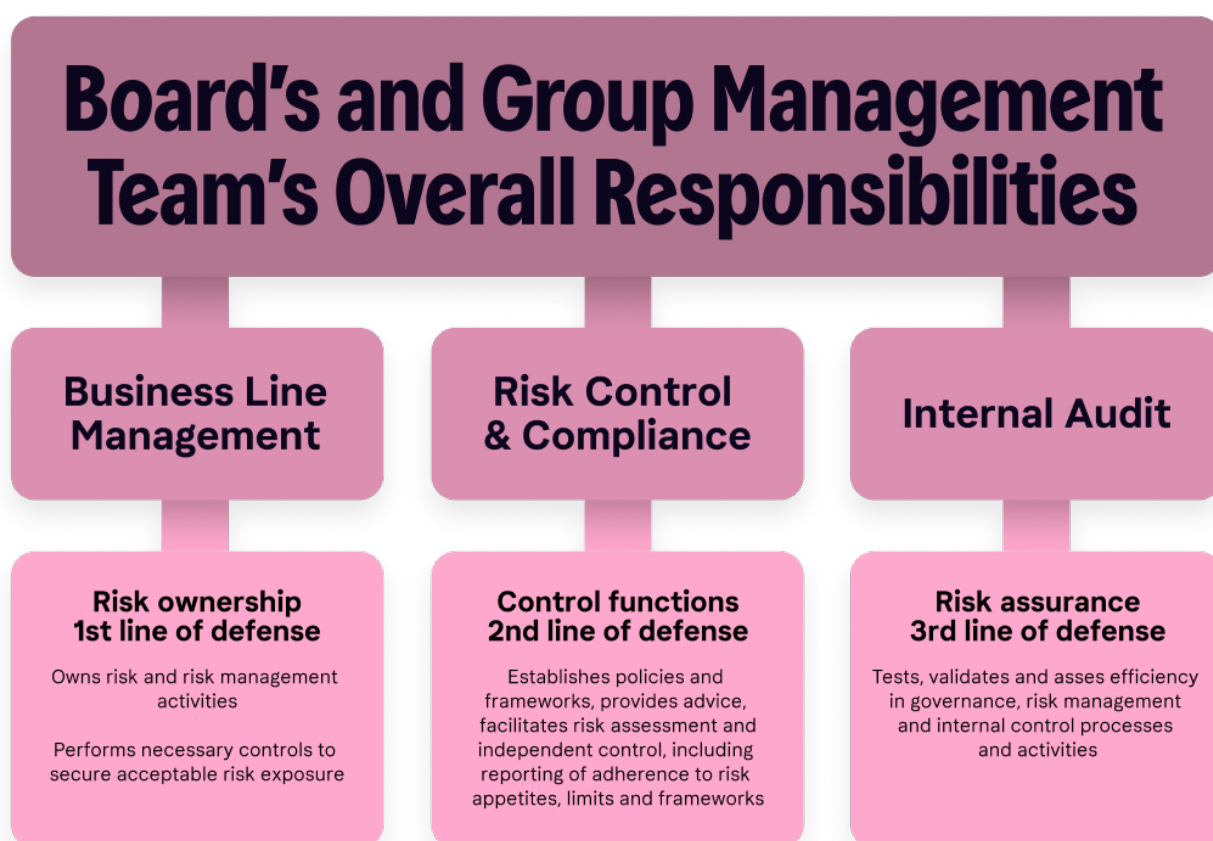 Board's and Group Management
Team's Overall Responsibilities
Business Line
Management
Risk Control
& Compliance
Internal Audit
Risk ownership
1st line of defense
Owns risk and risk management
activities
Performs necessary controls to
secure acceptable risk exposure
Control functions
2nd line of defense
Establishes policies and
frameworks, provides advice,
facilitates risk assessment and
independent control, including
reporting of adherence to risk
appetites, limits and frameworks
Risk assurance
3rd line of defense
Tests, validates and asses efficiency
in governance, risk management
and internal control processes
and activities